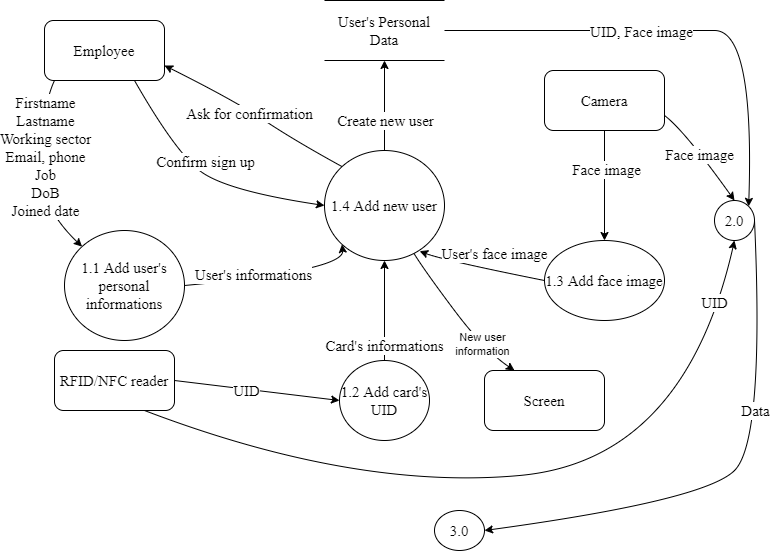 User's Personal
Data
UID, Face image
Employee
Camera
Firstname
Lastname
Working sector
Email, phone
Job
DoB
Joined date
Ask for confirmation
Create new user
Confirm sign up
Face image
Face image
1.4 Add new user
2.0
1.1 Add user's
personal
informations
User's informations
User's face image
1.3 Add face image
UID
Card's informations
New user
information
RFID/NFC reader
UID
1.2 Add card's
UID
Screen
Data
3.0